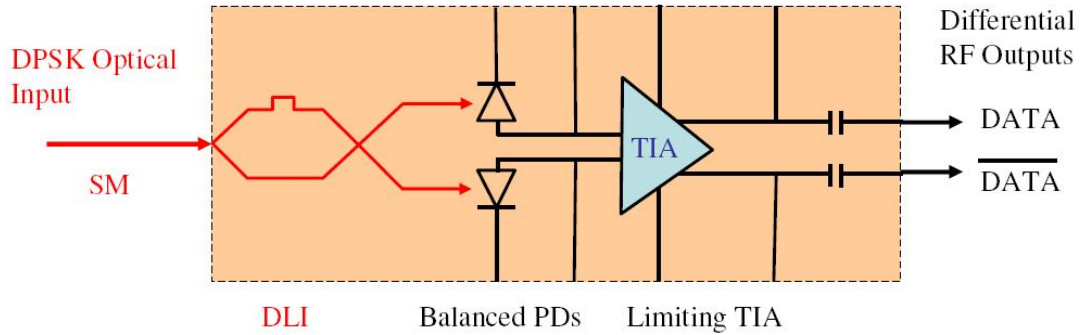 DPSK Optical
Input
SM
TIA
Differential
RF Outputs
DATA
DATA
DLI
Balanced PDs
Limiting TIA